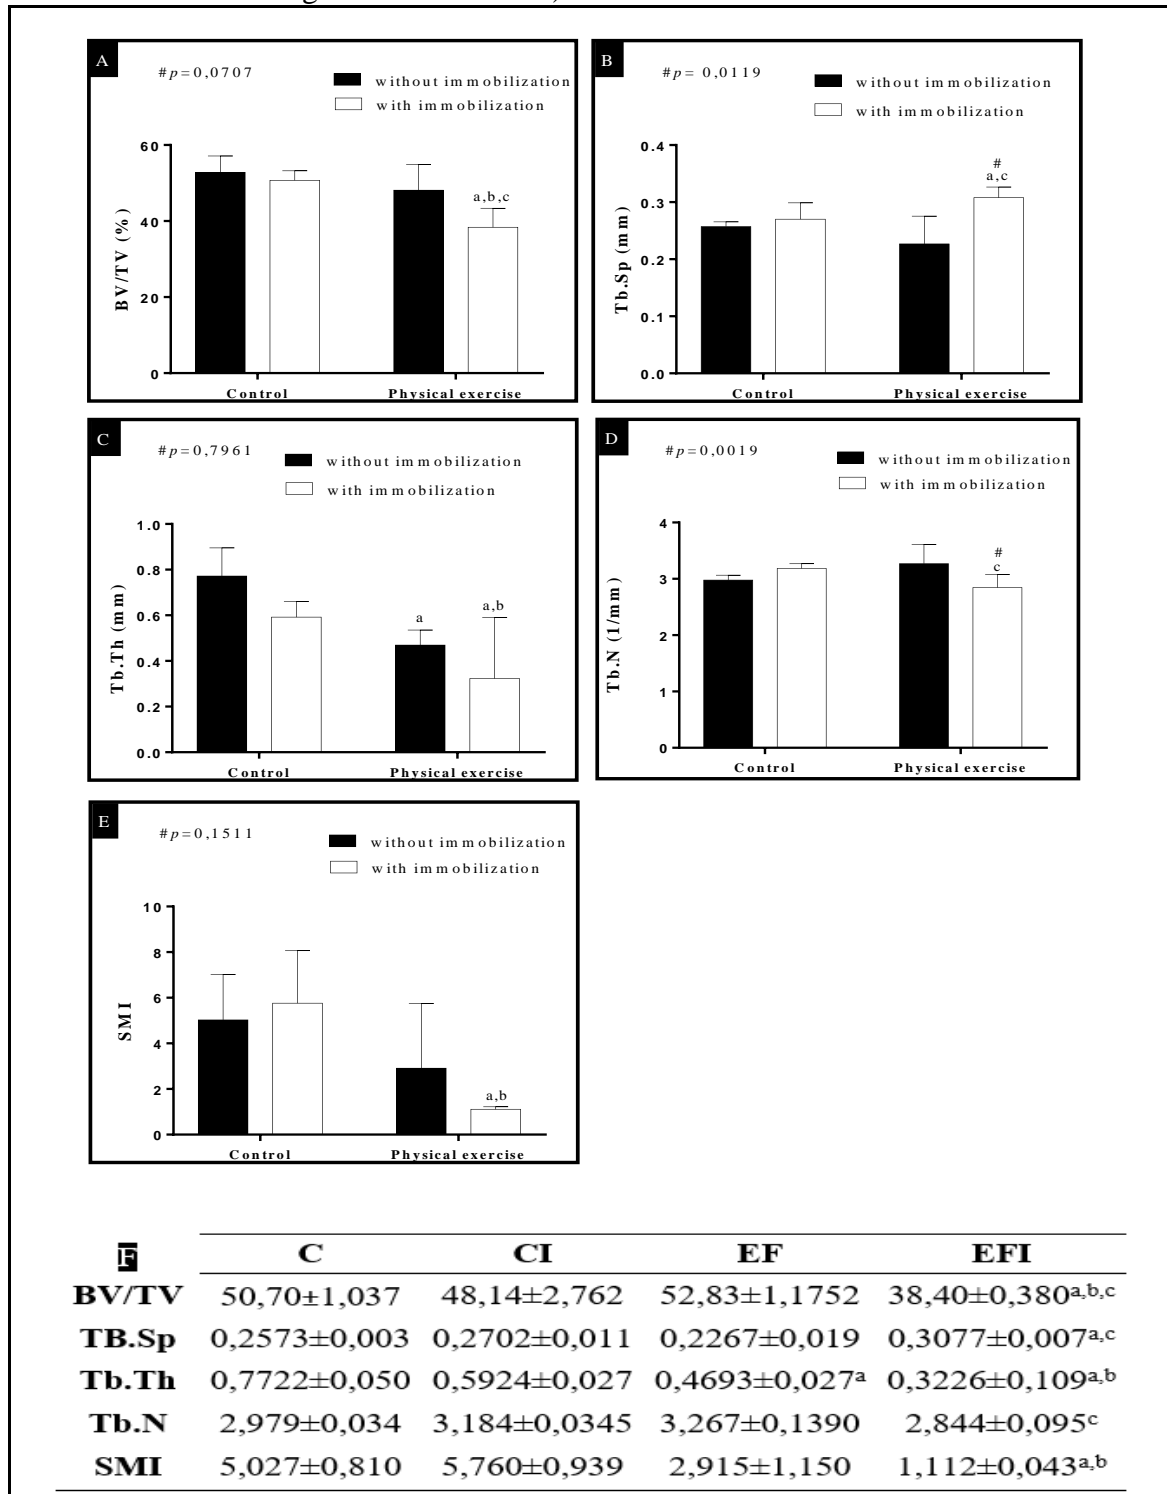 A
#p=0,0707
without immobilization
with immobilization
60
40
20
0
BV/TV (%)
a,b,c
Control
Physical exercise
B
#p= 0,0119
without immobilization
with immobilization
0.4
0.3
0.2
0.1
0.0
Tb.Sp (mm)
#
a,c
Control
Physical exercise
C
#p=0,7961
without immobilization
with immobilization
1.0
0.8
0.6
0.4
0.2
0.0
Tb.Th (mm)
a
a,b
Control
Physical exercise
D
#p=0,0019
without immobilization
with immobilization
4
3
2
1
0
Tb.N (1/mm)
#
c
Control
Physical exercise
E
#p=0,1511
without immobilization
with immobilization
10
8
6
4
2
0
SMI
a,b
Control
Physical exercise
F C CI EF EFI
BV/TV 50,70±1,037 48,14±2,762 52,83±1,1752 38,40±0,380a,b,c
TB.Sp 0,2573±0,003 0,2702±0,011 0,2267±0,019 0,3077±0,007a,c
Tb.Th 0,7722±0,050 0,5924±0,027 0,4693±0,027a 0,3226±0,109a,b
Tb.N 2,979±0,034 3,184±0,0345 3,267±0,1390 2,844±0,095c
SMI 5,027±0,810 5,760±0,939 2,915±1,150 1,112±0,043a,b